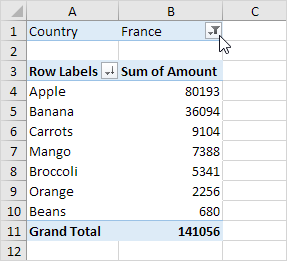 A B C
1 Country France
2
3 Row Labels Sum of Amount
4 Apple 80193
5 Banana 36094
6 Carrots 9104
7 Mango 7388
8 Broccoli 5341
9 Orange 2256
10 Beans 680
11 Grand Total 141056
12